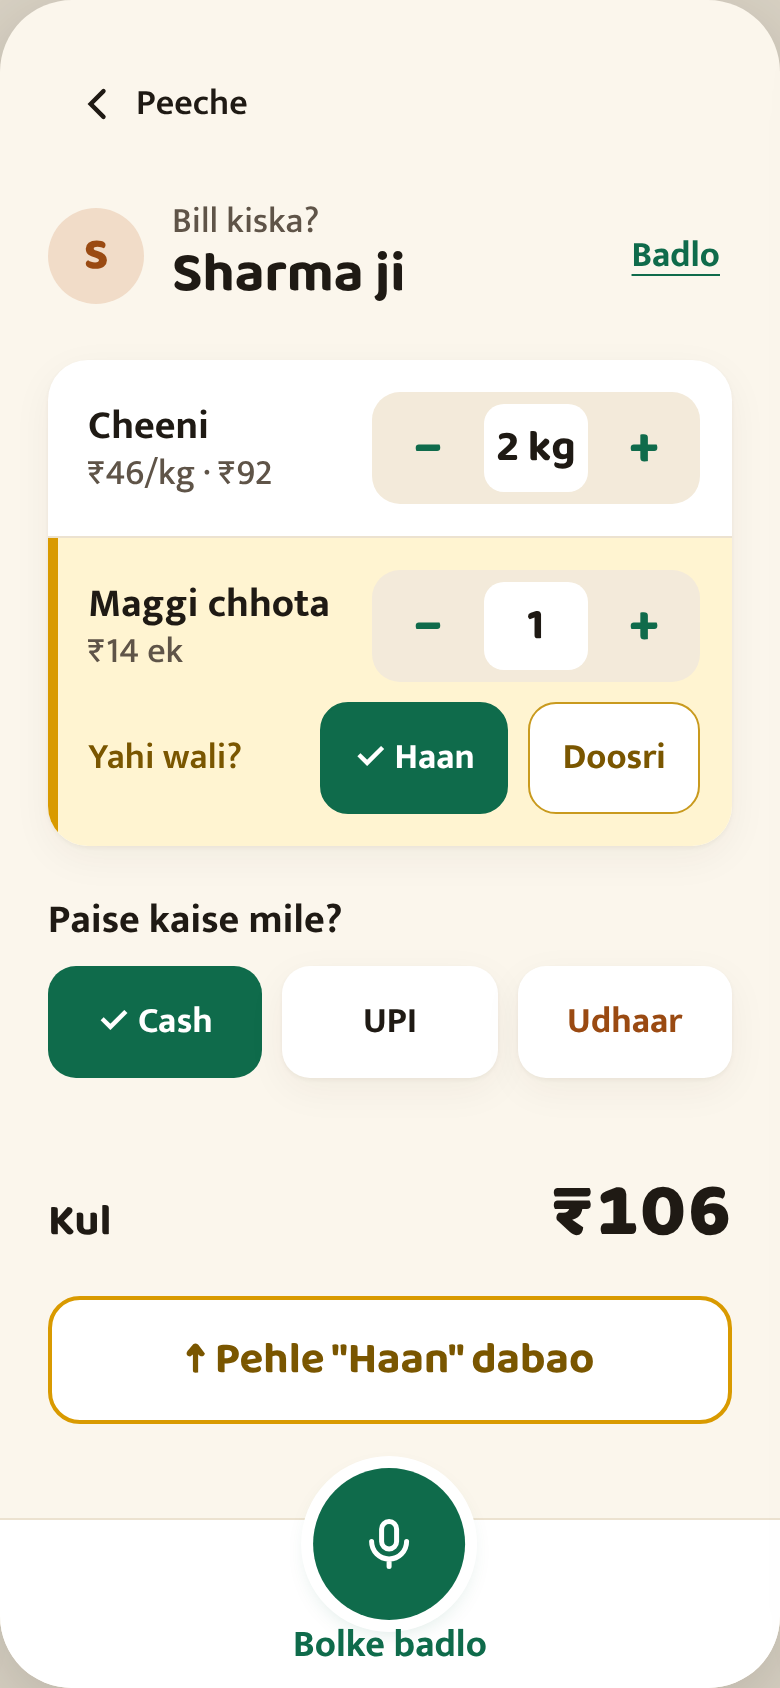 Peeche
S
Bill kiska?
Sharma ji
Badlo
Cheeni
₹46/kg · ₹92
− 2 kg +
Maggi chhota
₹14 ek
− 1 +
Yahi wali?
✓ Haan
Doosri
Paise kaise mile?
✓ Cash
UPI
Udhaar
Kul
₹106
↑ Pehle "Haan" dabao
Bolke badlo